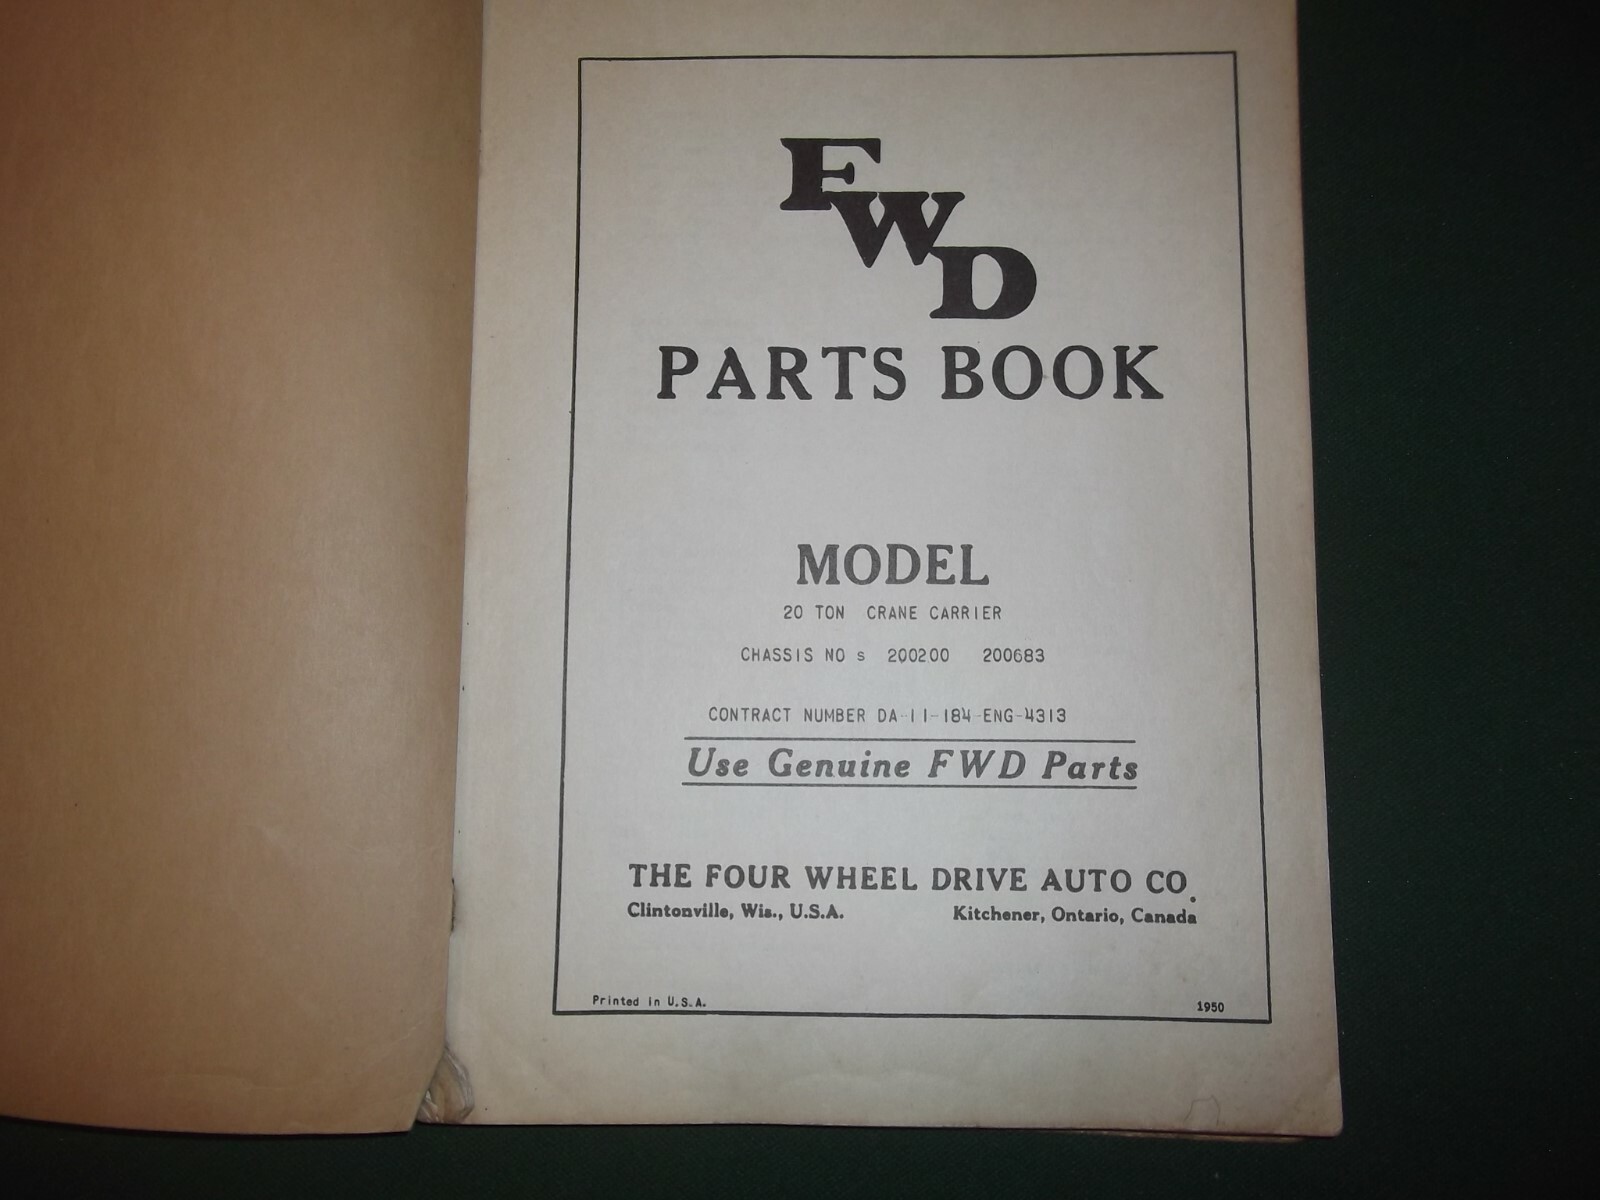 FWD
PARTS BOOK
MODEL
20 TON CRANE CARRIER
CHASSIS NO s 200200 200683
CONTRACT NUMBER DA-11-184-ENG-4313
Use Genuine FWD Parts
THE FOUR WHEEL DRIVE AUTO CO.
Clintonville, Wis., U.S.A. Kitchener, Ontario, Canada
Printed in U.S.A. 1950